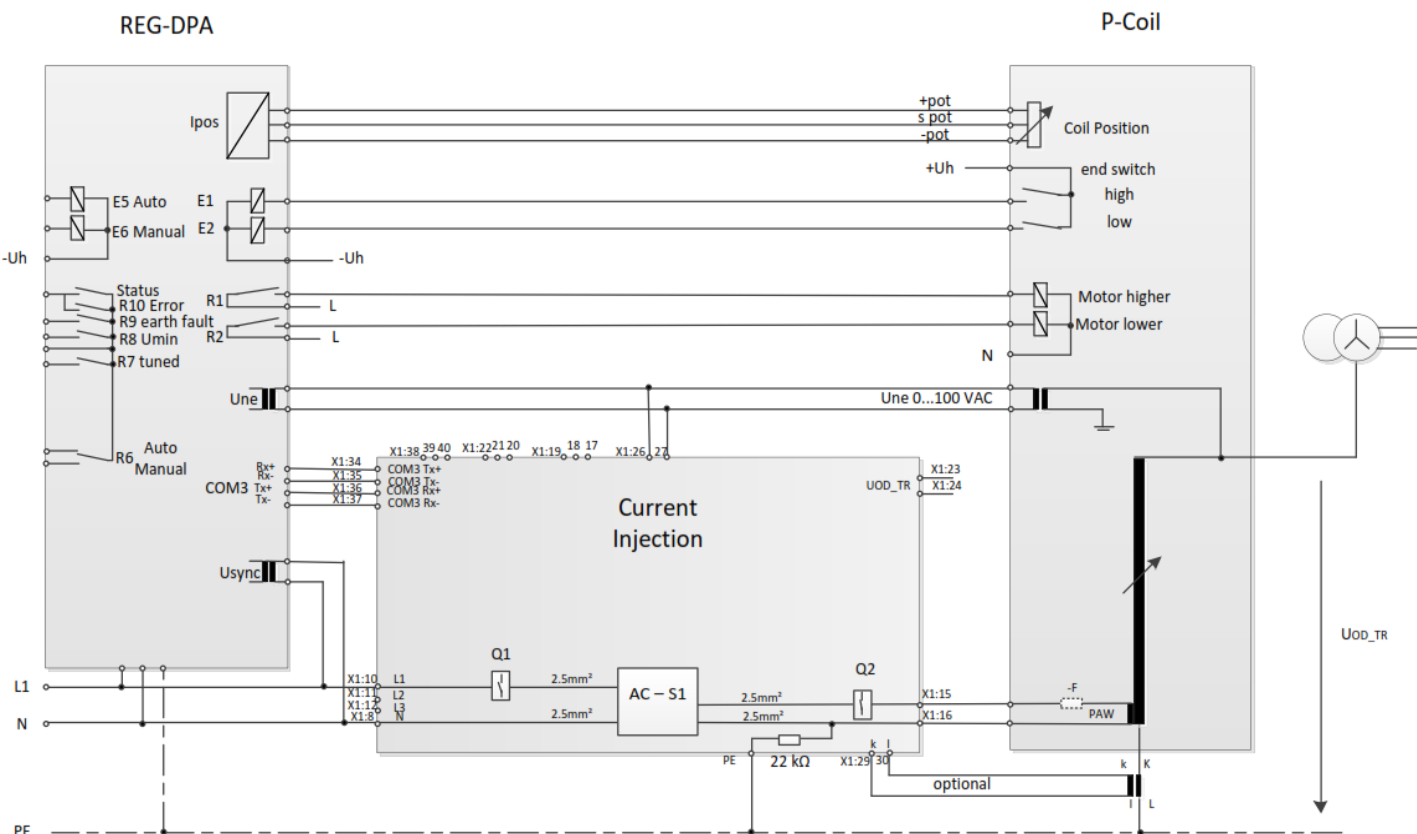 REG-DPA
P-Coil
Ipos
+pot
s pot
-pot
Coil Position
+Uh
end switch
high
low
E5 Auto
E1
E6 Manual
E2
-Uh
-Uh
Status
R10 Error
R9 earth fault
R8 Umin
R7 tuned
R1
L
R2
L
Motor higher
Motor lower
N
Une
Une 0...100 VAC
R6
Auto
Manual
X1:38 39 40
X1:22 21 20
X1:19 18 17
X1:26 27
Rx+
Rx-
COM3 Tx+
Tx-
X1:34
X1:35
X1:36
X1:37
COM3 Tx+
COM3 Tx-
COM3 Rx+
COM3 Rx-
Current
Injection
UOD_TR
X1:23
X1:24
Usync
UOD_TR
Q1
Q2
L1
X1:10 L1
X1:11 L2
X1:12 L3
X1:8 N
2.5mm²
2.5mm²
AC – S1
2.5mm²
2.5mm²
X1:15
X1:16
-F
PAW
N
PE
22 kΩ
k l
X1:29 30
optional
k K
l L
PE